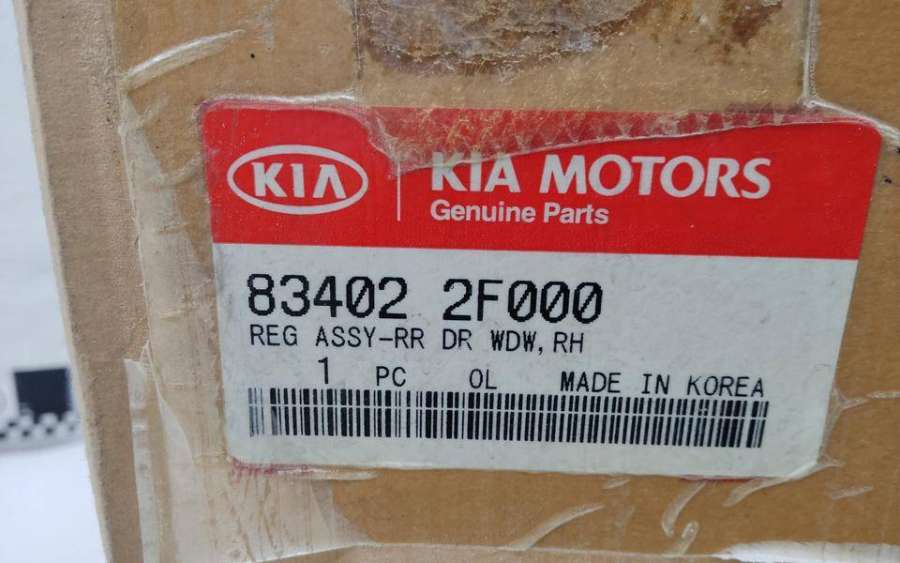 KIA
KIA MOTORS
Genuine Parts
83402 2F000
REG ASSY-RR DR WDW,RH
1 PC OL MADE IN KOREA